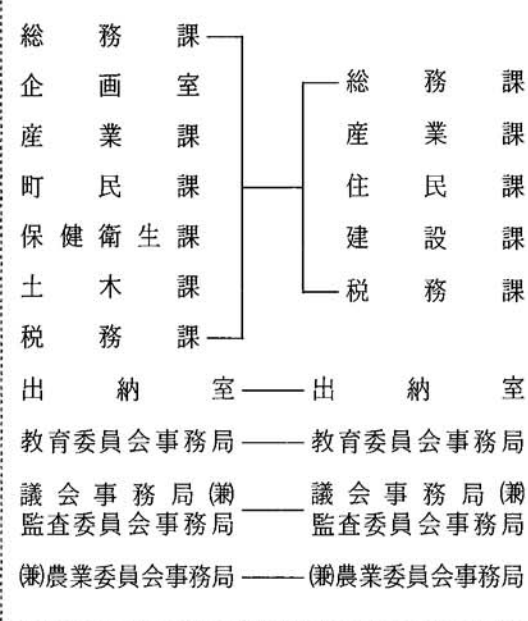 総務課
企画室
産業課
町民課
保健衛生課
土木課
税務課
総務課
産業課
住民課
建設課
税務課
出納室 出納室
教育委員会事務局 教育委員会事務局
議会事務局㈱ 議会事務局㈱
監査委員会事務局 監査委員会事務局
㈱農業委員会事務局 ㈱農業委員会事務局